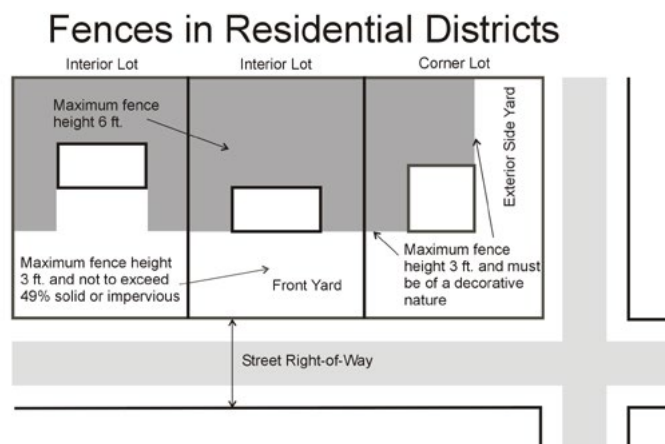 Fences in Residential Districts
Interior Lot
Interior Lot
Corner Lot
Maximum fence
height 6 ft.
Exterior Side Yard
Maximum fence height
3 ft. and not to exceed
49% solid or impervious
Front Yard
Maximum fence
height 3 ft. and must
be of a decorative
nature
Street Right-of-Way